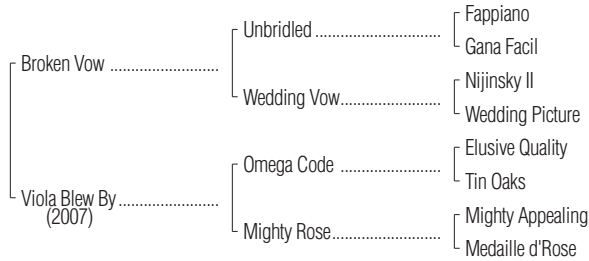 Fappiano
Unbridled
Gana Facil
Broken Vow
Nijinsky II
Wedding Vow
Wedding Picture
Elusive Quality
Omega Code
Tin Oaks
Viola Blew By
(2007)
Mighty Appealing
Mighty Rose
Medaille d'Rose